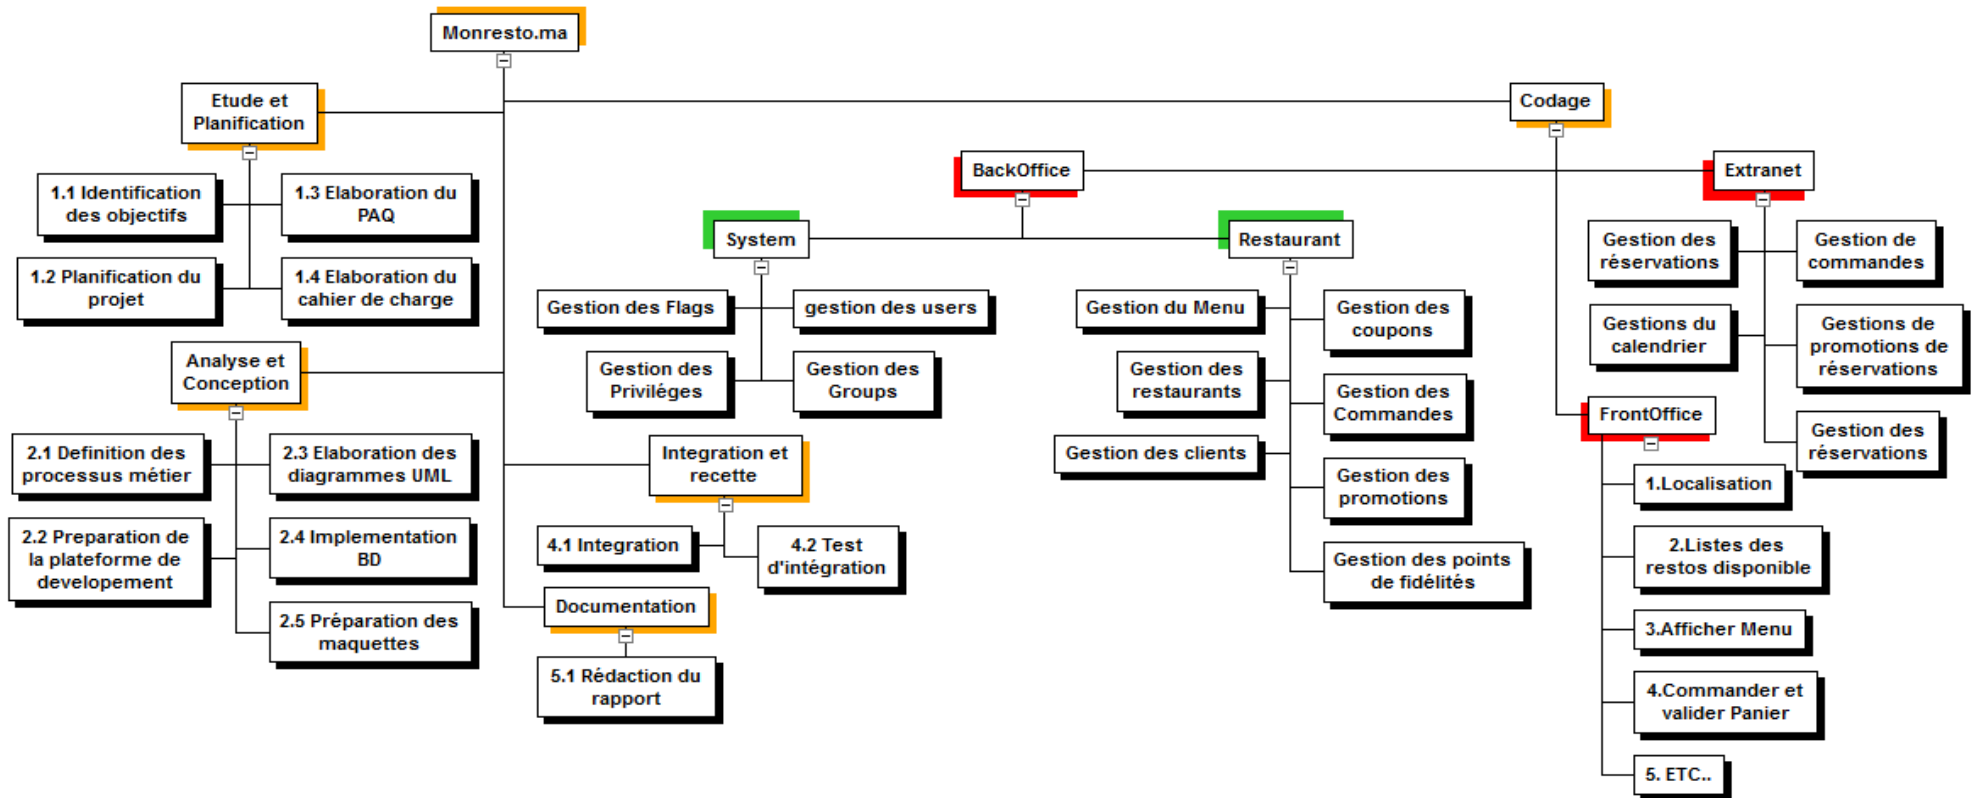 Monresto.ma
Etude et
Planification
1.1 Identification
des objectifs
1.3 Elaboration du
PAQ
1.2 Planification du
projet
1.4 Elaboration du
cahier de charge
Analyse et
Conception
2.1 Definition des
processus métier
2.3 Elaboration des
diagrammes UML
2.2 Preparation de
la plateforme de
developement
2.4 Implementation
BD
2.5 Préparation des
maquettes
Codage
BackOffice
System
Gestion des Flags
gestion des users
Gestion des
Priviléges
Gestion des
Groups
Restaurant
Gestion du Menu
Gestion des
coupons
Gestion des
restaurants
Gestion des
Commandes
Gestion des clients
Gestion des
promotions
Gestion des points
de fidélités
Extranet
Gestion des
réservations
Gestion de
commandes
Gestions du
calendrier
Gestions de
promotions de
réservations
Gestion des
réservations
FrontOffice
1.Localisation
2.Listes des
restos disponible
3.Afficher Menu
4.Commander et
valider Panier
5. ETC..
Integration et
recette
4.1 Integration
4.2 Test
d'intégration
Documentation
5.1 Rédaction du
rapport